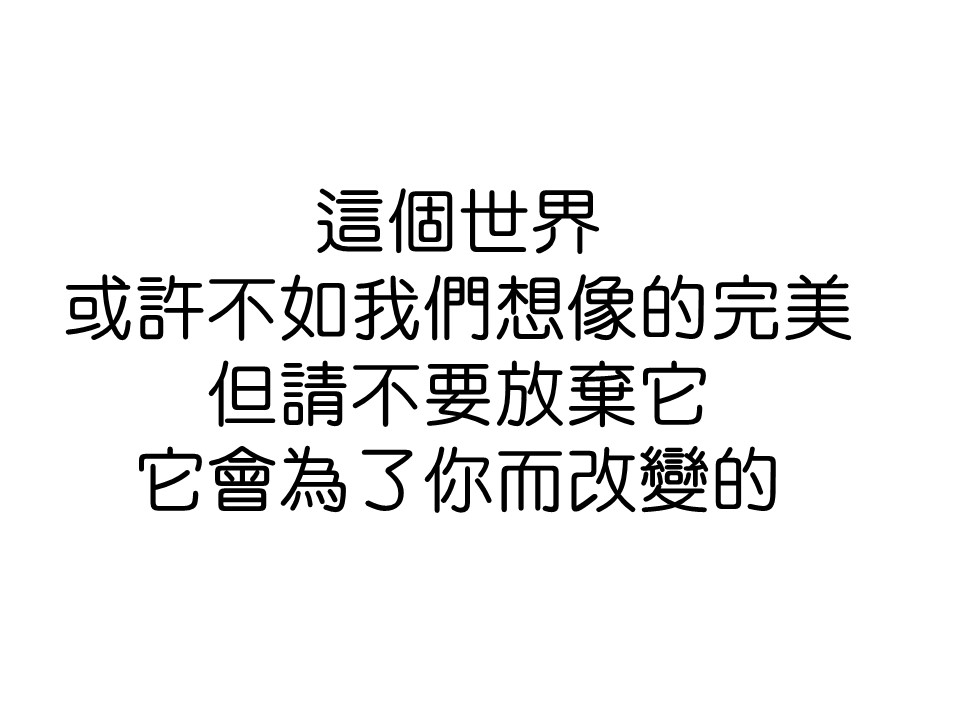 這個世界
或許不如我們想像的完美
但請不要放棄它
它會為了你而改變的